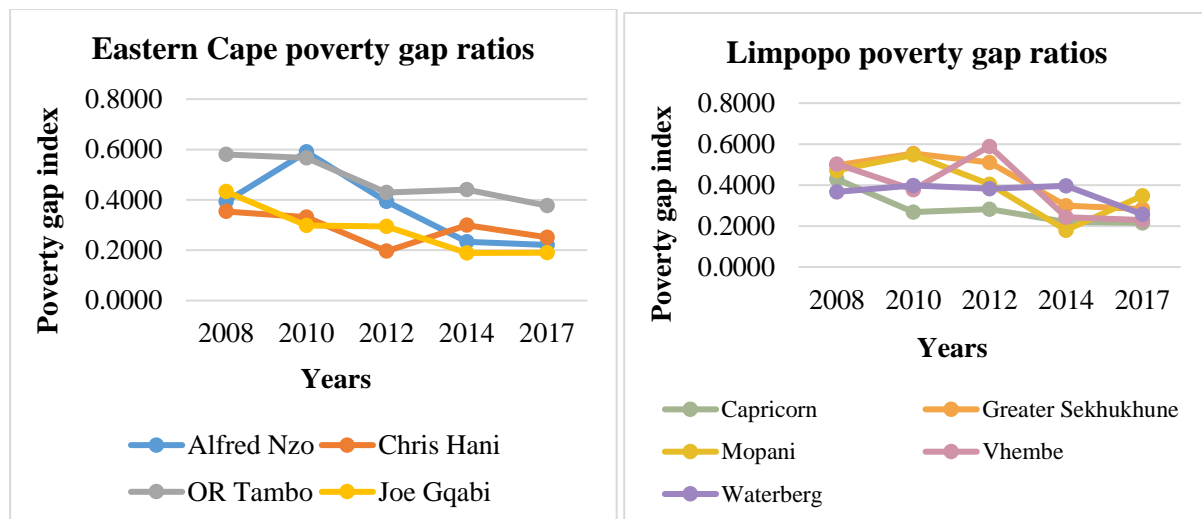 Eastern Cape poverty gap ratios
Poverty gap index
0.8000
0.6000
0.4000
0.2000
0.0000
2008 2010 2012 2014 2017
Years
Alfred Nzo Chris Hani
OR Tambo Joe Gqabi
Limpopo poverty gap ratios
Poverty gap index
0.8000
0.6000
0.4000
0.2000
0.0000
2008 2010 2012 2014 2017
Years
Capricorn Greater Sekhukhune
Mopani Vhembe
Waterberg